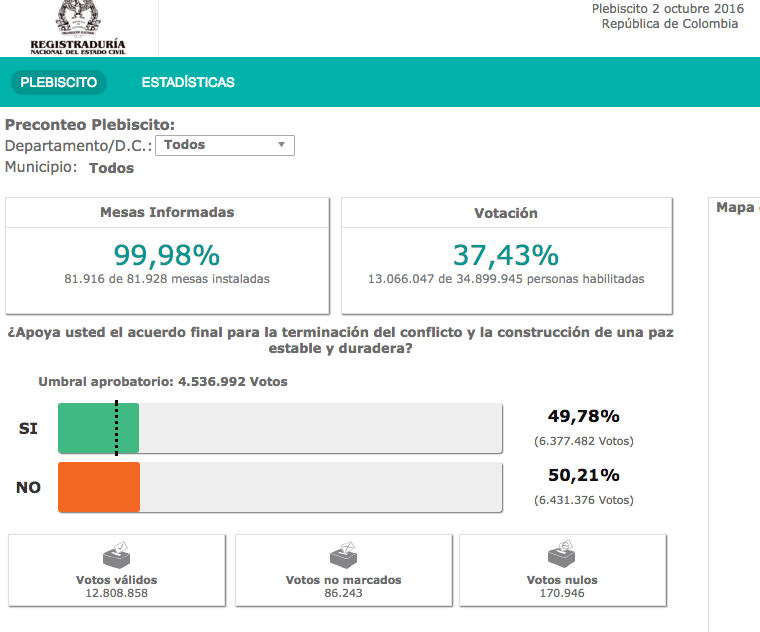 Plebiscito 2 octubre 2016
República de Colombia
REGISTRADURÍA
NACIONAL DEL ESTADO CIVIL
PLEBISCITO
ESTADÍSTICAS
Preconteo Plebiscito:
Departamento/D.C.: Todos
Municipio: Todos
Mesas Informadas
99,98%
81.916 de 81.928 mesas instaladas
Votación
37,43%
13.066.047 de 34.899.945 personas habilitadas
Mapa
¿Apoya usted el acuerdo final para la terminación del conflicto y la construcción de una paz
estable y duradera?
Umbral aprobatorio: 4.536.992 Votos
SI
49,78%
(6.377.482 Votos)
NO
50,21%
(6.431.376 Votos)
Votos válidos
12.808.858
Votos no marcados
86.243
Votos nulos
170.946